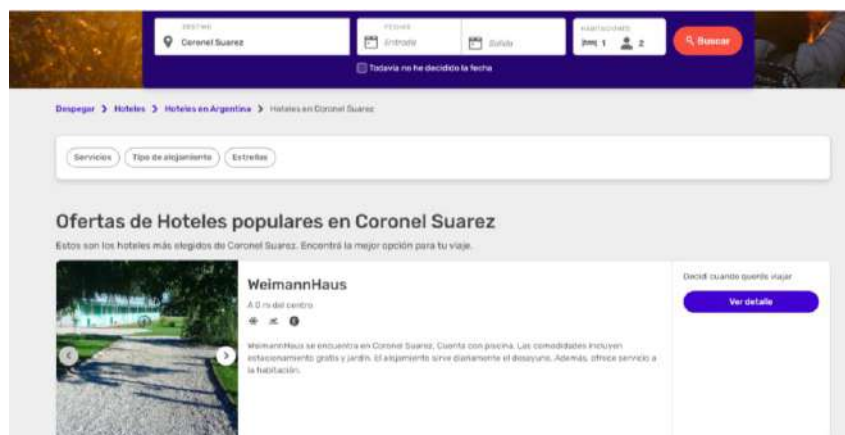 DESTINO
Coronel Suarez
FECHAS
Entrada
Salida
HABITACIONES
1 2
Buscar
Todavía no he decidido la fecha
Despegar > Hoteles > Hoteles en Argentina > Hoteles en Coronel Suarez
Servicios Tipo de alojamiento Estrellas
Ofertas de Hoteles populares en Coronel Suarez
Estos son los hoteles más elegidos de Coronel Suarez. Encontrá la mejor opción para tu viaje.
WeimannHaus
A 0 m del centro
WeimannHaus se encuentra en Coronel Suarez, Cuenta con piscina. Las comodidades incluyen
estacionamiento gratis y jardín. El alojamiento sirve diariamente el desayuno. Además, ofrece servicio a
la habitación.
Decidí cuando querés viajar
Ver detalle